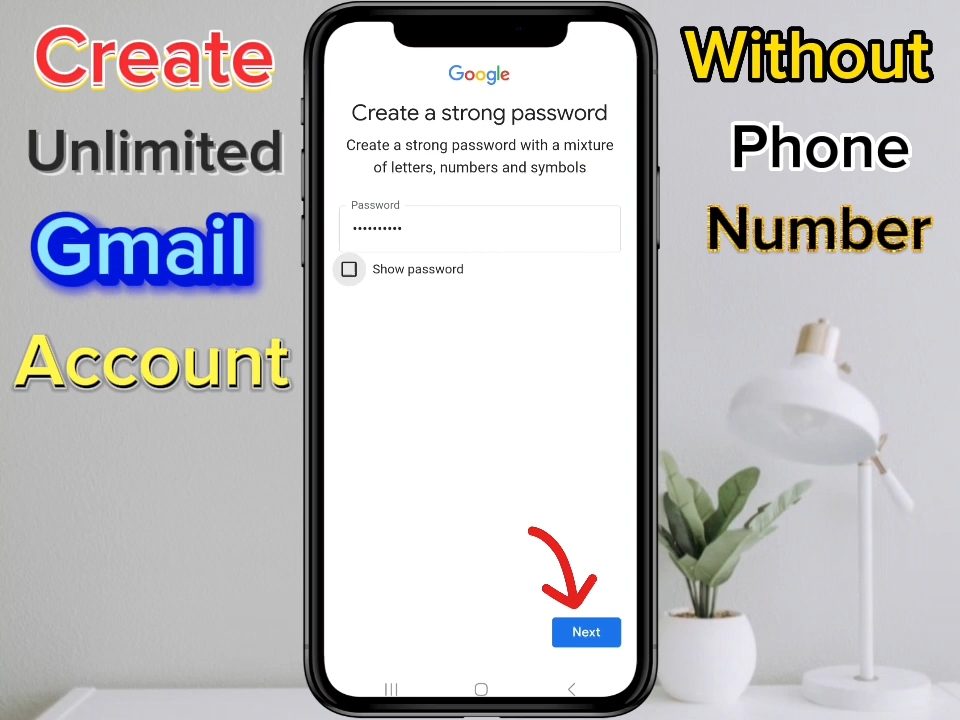 Create
Unlimited
Gmail
Account
Without
Phone
Number
Google
Create a strong password
Create a strong password with a mixture
of letters, numbers and symbols
Password
••••••••••
Show password
Next